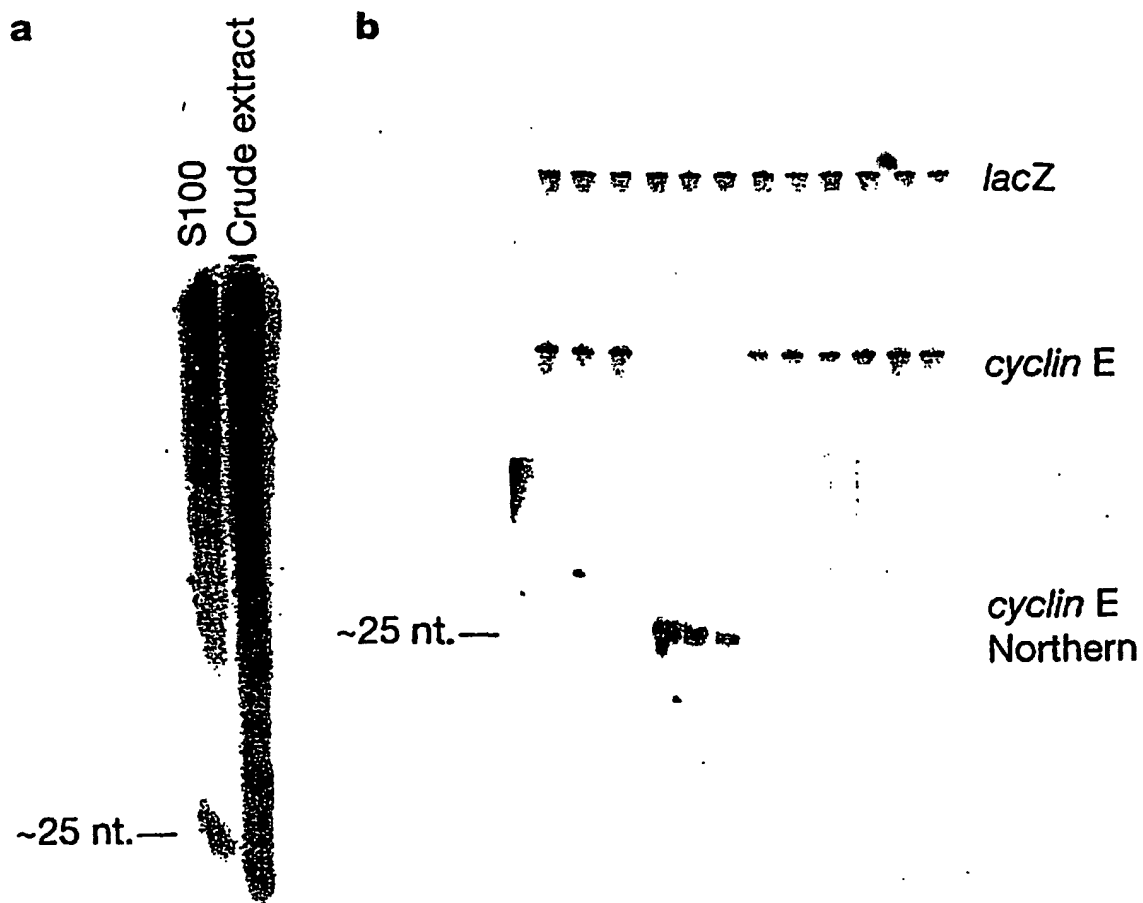 a
b
S100
Crude extract
lacZ
cyclin E
~25 nt.
cyclin E
Northern
~25 nt.